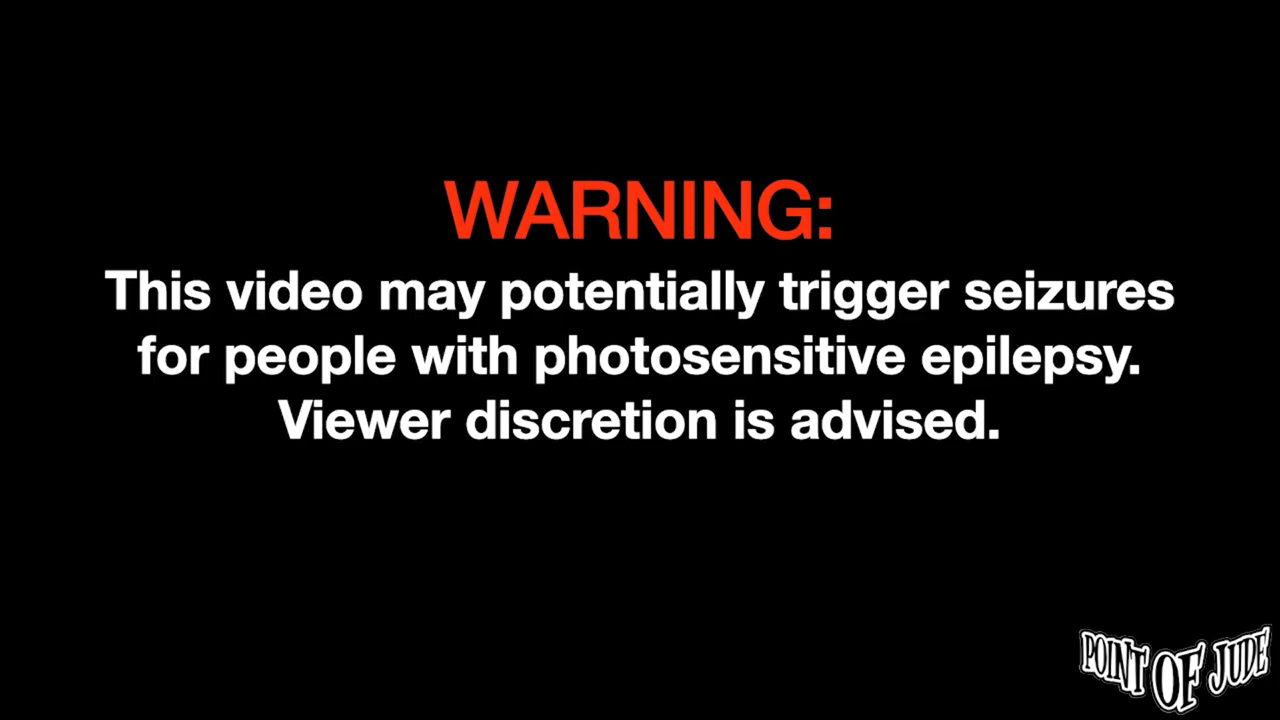 WARNING:
This video may potentially trigger seizures
for people with photosensitive epilepsy.
Viewer discretion is advised.
POINT OF JUDE